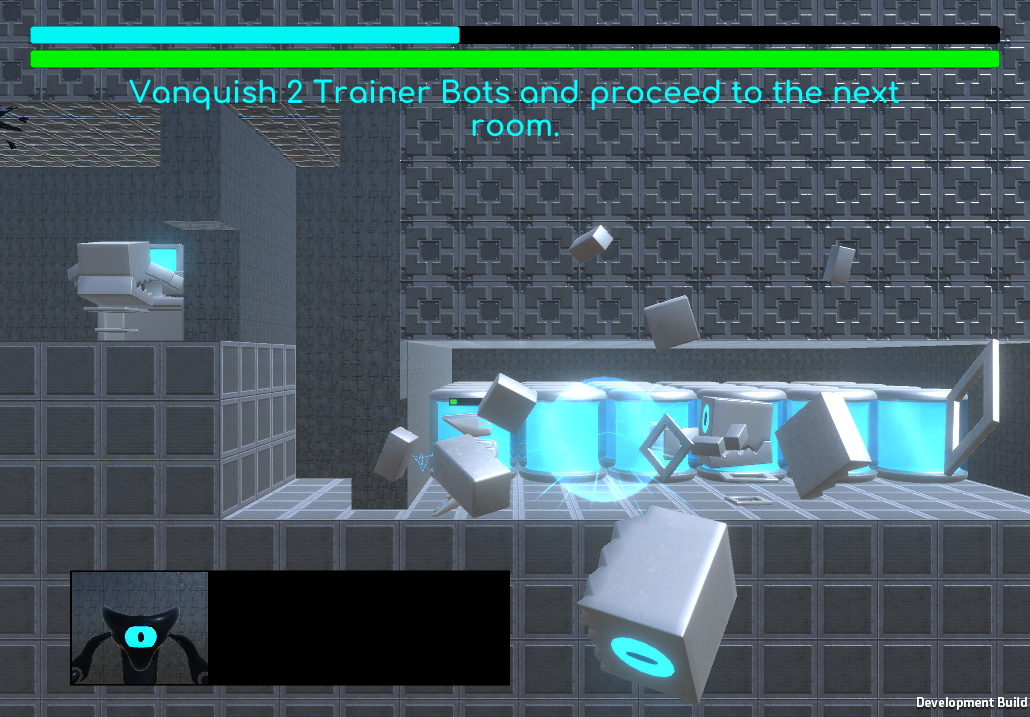 Vanquish 2 Trainer Bots and proceed to the next
room.
Development Build